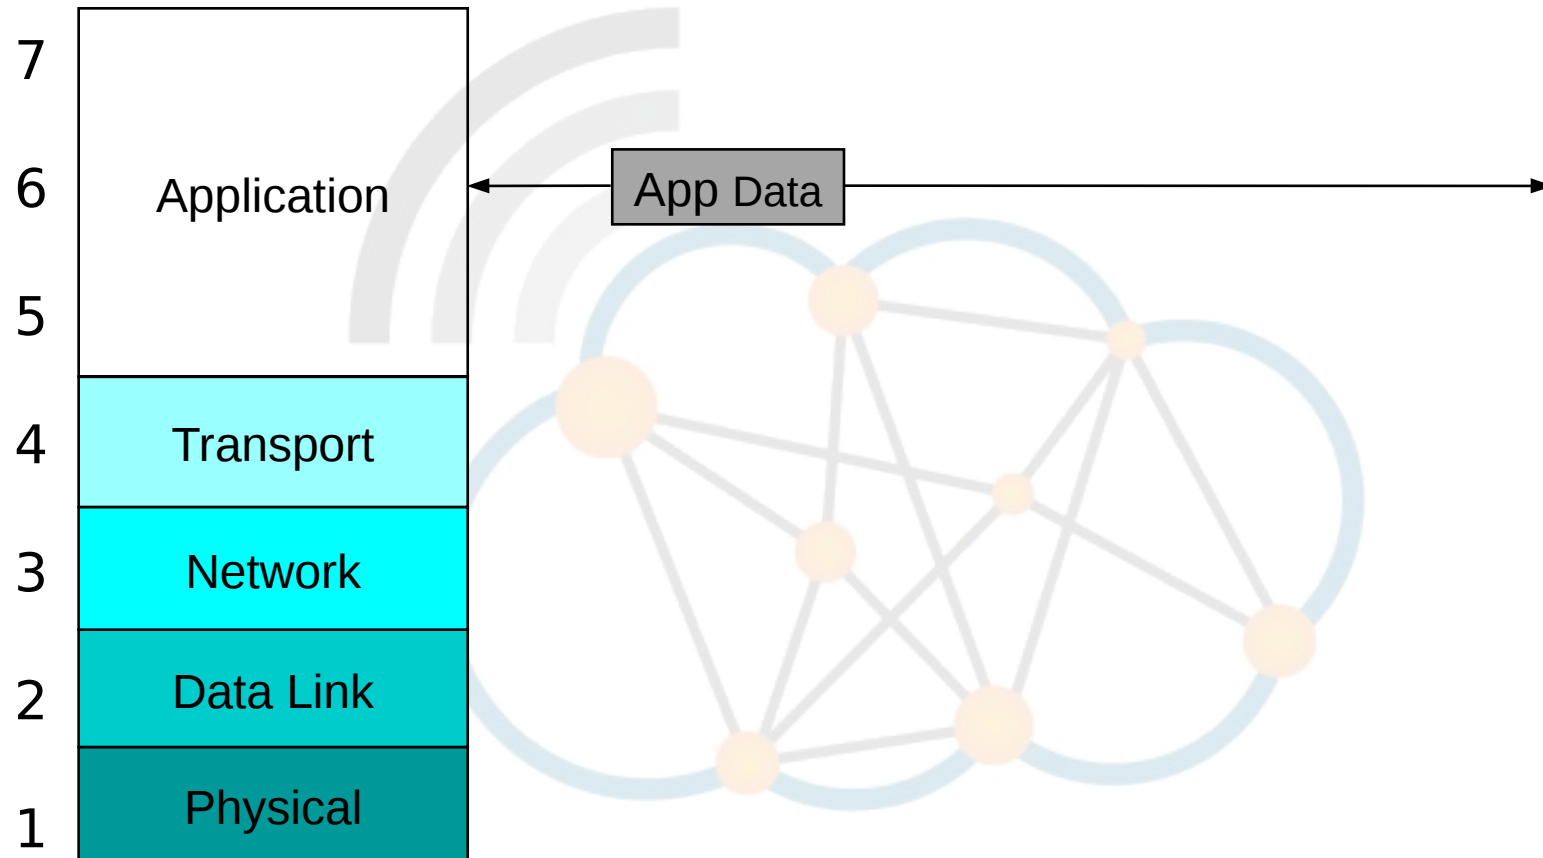 7
6 Application App Data
5
4 Transport
3 Network
2 Data Link
1 Physical